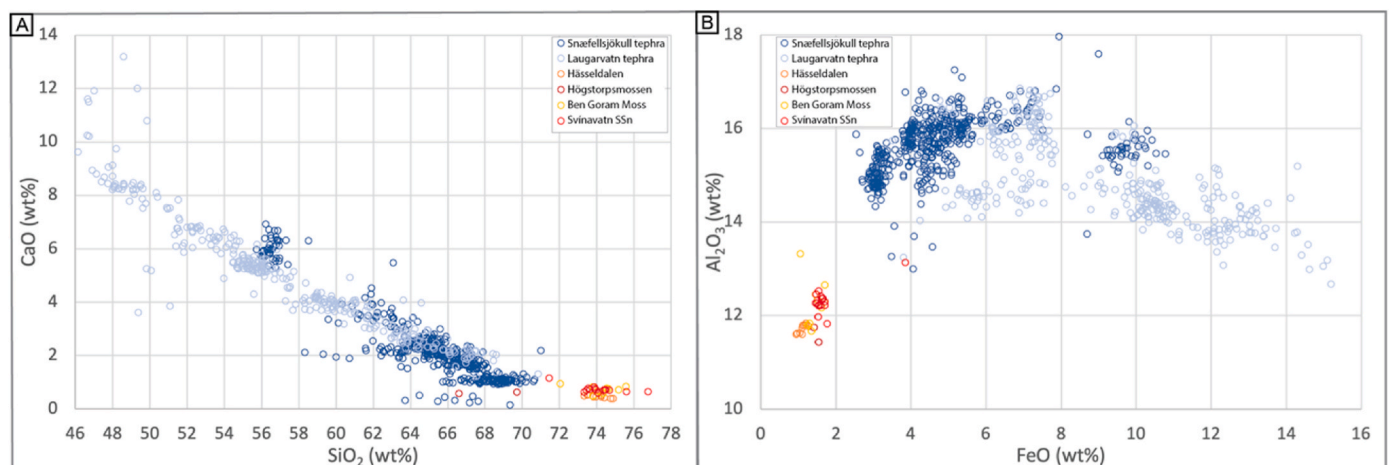 A
14
12
10
8
6
4
2
0
CaO (wt%)
46 48 50 52 54 56 58 60 62 64 66 68 70 72 74 76 78
SiO2 (wt%)
Snæfellsjökull tephra
Laugarvatn tephra
Hässeldalen
Högstorpsmossen
Ben Goram Moss
Svínavatn SSn
B
18
16
14
12
10
Al2O3 (wt%)
0 2 4 6 8 10 12 14 16
FeO (wt%)
Snæfellsjökull tephra
Laugarvatn tephra
Hässeldalen
Högstorpsmossen
Ben Goram Moss
Svínavatn SSn